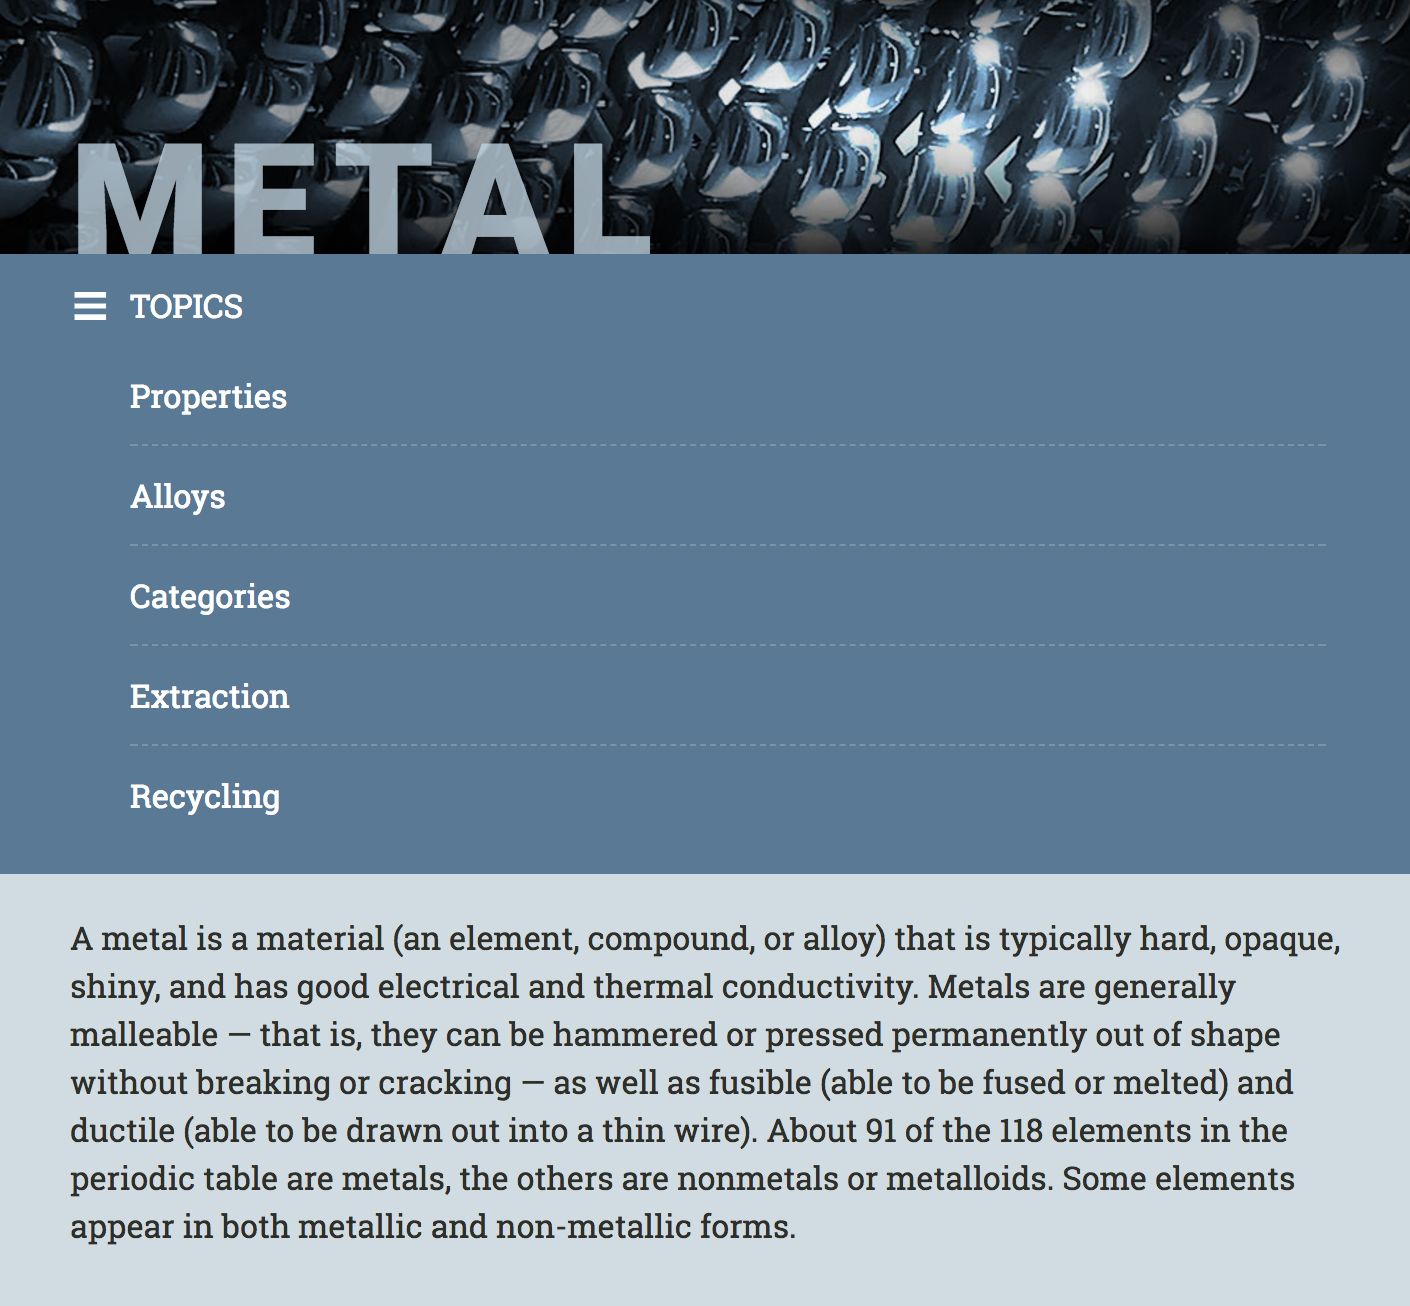 METAL
TOPICS
Properties
Alloys
Categories
Extraction
Recycling
A metal is a material (an element, compound, or alloy) that is typically hard, opaque,
shiny, and has good electrical and thermal conductivity. Metals are generally
malleable — that is, they can be hammered or pressed permanently out of shape
without breaking or cracking — as well as fusible (able to be fused or melted) and
ductile (able to be drawn out into a thin wire). About 91 of the 118 elements in the
periodic table are metals, the others are nonmetals or metalloids. Some elements
appear in both metallic and non-metallic forms.